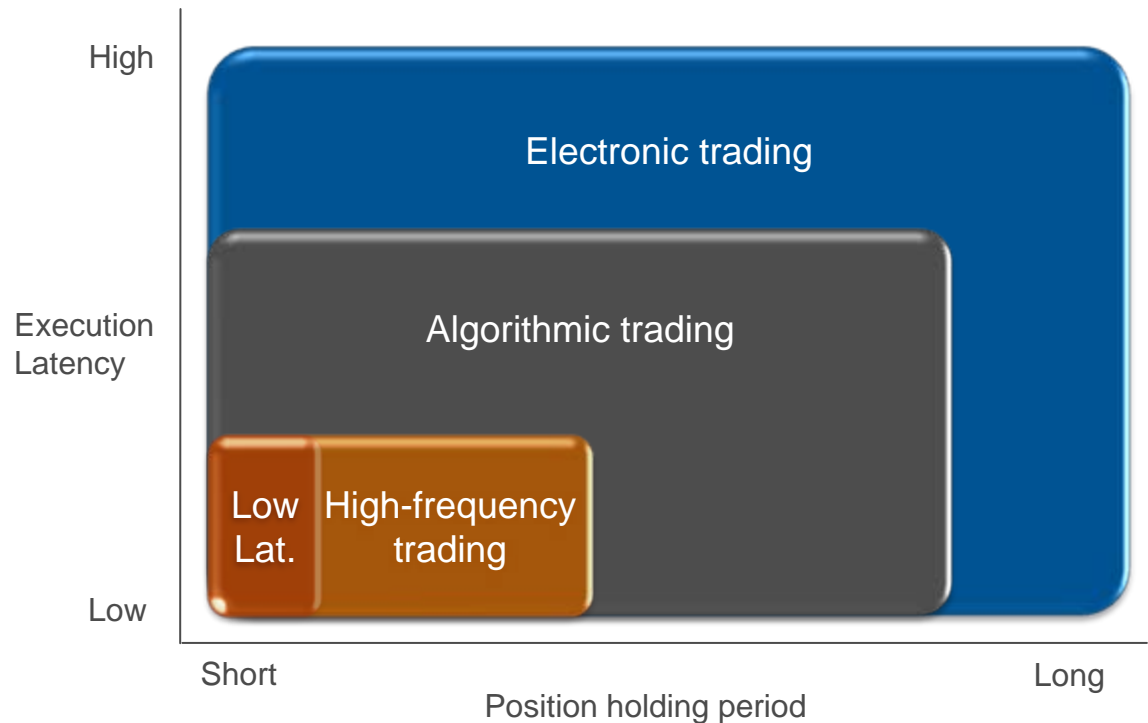 High
Electronic trading
Execution
Latency
Algorithmic trading
Low
Lat.
High-frequency
trading
Low
Short
Long
Position holding period